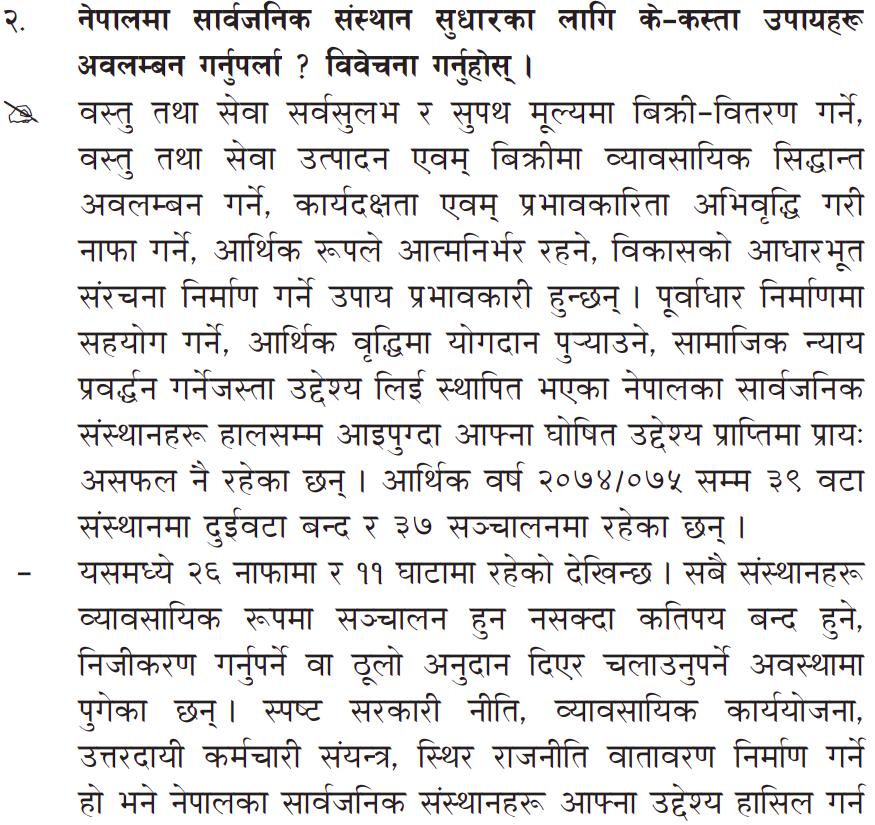 २. नेपालमा सार्वजनिक संस्थान सुधारका लागि के-कस्ता उपायहरू
अवलम्बन गर्नुपर्ला ? विवेचना गर्नुहोस् ।
वस्तु तथा सेवा सर्वसुलभ र सुपथ मूल्यमा बिक्री-वितरण गर्ने,
वस्तु तथा सेवा उत्पादन एवम् बिक्रीमा व्यावसायिक सिद्धान्त
अवलम्बन गर्ने, कार्यदक्षता एवम् प्रभावकारिता अभिवृद्धि गरी
नाफा गर्ने, आर्थिक रूपले आत्मनिर्भर रहने, विकासको आधारभूत
संरचना निर्माण गर्ने उपाय प्रभावकारी हुन्छन् । पूर्वाधार निर्माणमा
सहयोग गर्ने, आर्थिक वृद्धिमा योगदान पुऱ्याउने, सामाजिक न्याय
प्रवर्द्धन गर्नेजस्ता उद्देश्य लिई स्थापित भएका नेपालका सार्वजनिक
संस्थानहरू हालसम्म आइपुग्दा आफ्ना घोषित उद्देश्य प्राप्तिमा प्रायः
असफल नै रहेका छन् । आर्थिक वर्ष २०७४/०७५ सम्म ३९ वटा
संस्थानमा दुईवटा बन्द र ३७ सञ्चालनमा रहेका छन् ।
- यसमध्ये २६ नाफामा र ११ घाटामा रहेको देखिन्छ । सबै संस्थानहरू
व्यावसायिक रूपमा सञ्चालन हुन नसक्दा कतिपय बन्द हुने,
निजीकरण गर्नुपर्ने वा ठूलो अनुदान दिएर चलाउनुपर्ने अवस्थामा
पुगेका छन् । स्पष्ट सरकारी नीति, व्यावसायिक कार्ययोजना,
उत्तरदायी कर्मचारी संयन्त्र, स्थिर राजनीति वातावरण निर्माण गर्ने
हो भने नेपालका सार्वजनिक संस्थानहरू आफ्ना उद्देश्य हासिल गर्न